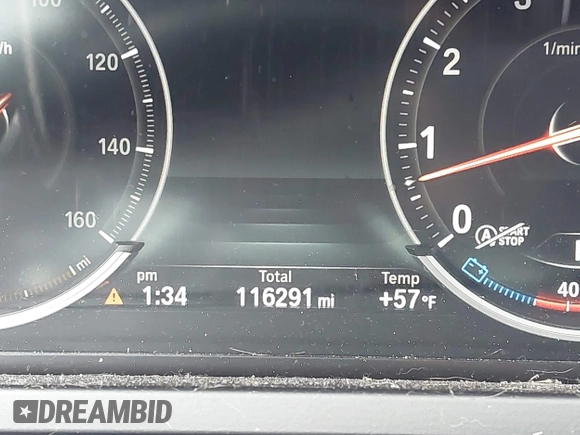 100
120
140
160
mi
/h
3
2
1
0
1/min
START
STOP
40
pm
1:34
Total
116291 mi
Temp
+57°F
DREAMBID